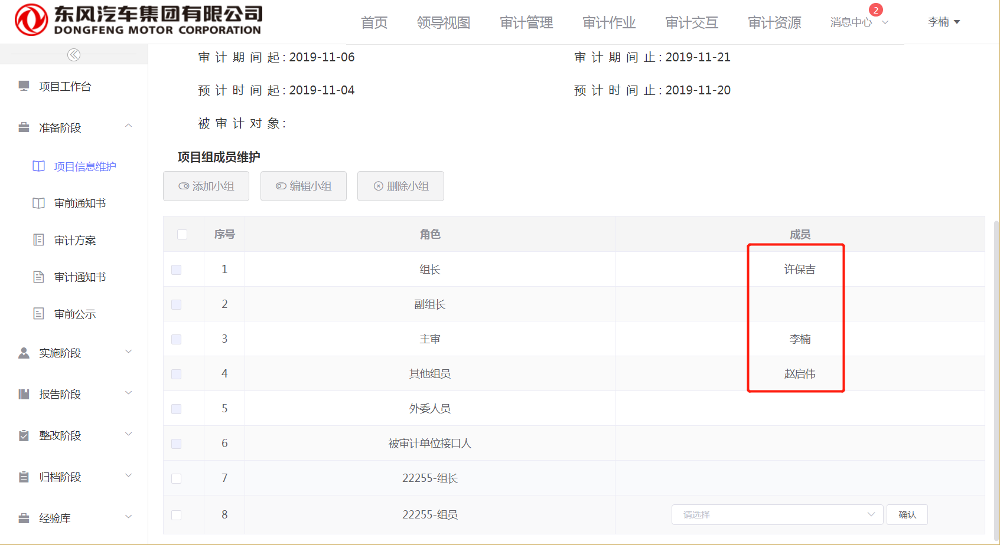 东风汽车集团有限公司
DONGFENG MOTOR CORPORATION
首页 领导视图 审计管理 审计作业 审计交互 审计资源 消息中心 2 李楠
项目工作台
准备阶段
项目信息维护
审前通知书
审计方案
审计通知书
审前公示
实施阶段
报告阶段
整改阶段
归档阶段
经验库
审计期间起: 2019-11-06 审计期间止: 2019-11-21
预计时间起: 2019-11-04 预计时间止: 2019-11-20
被审计对象:
项目组成员维护
添加小组 编辑小组 删除小组
序号 角色 成员
1 组长 许保吉
2 副组长
3 主审 李楠
4 其他组员 赵启伟
5 外委人员
6 被审计单位接口人
7 22255-组长
8 22255-组员 请选择 确认